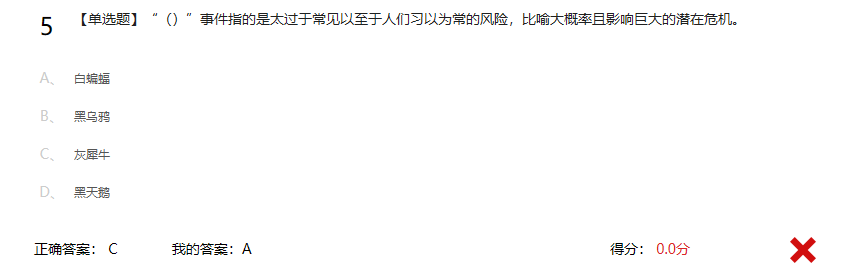 5 【单选题】“（）”事件指的是太过于常见以至于人们习以为常的风险，比喻大概率且影响巨大的潜在危机。
A、 白蝙蝠
B、 黑乌鸦
C、 灰犀牛
D、 黑天鹅
正确答案： C 我的答案：A 得分： 0.0分